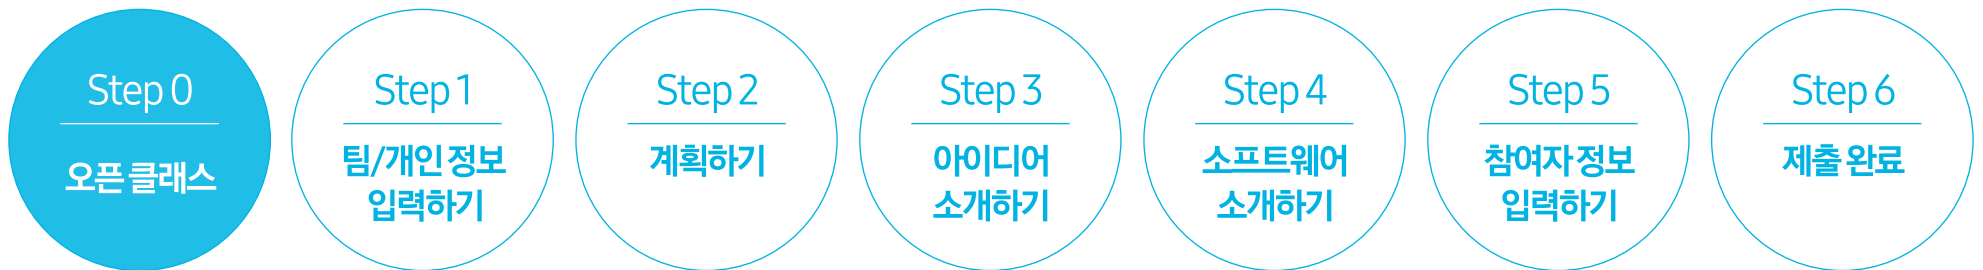 Step 0
오픈 클래스
Step 1
팀/개인 정보
입력하기
Step 2
계획하기
Step 3
아이디어
소개하기
Step 4
소프트웨어
소개하기
Step 5
참여자 정보
입력하기
Step 6
제출 완료